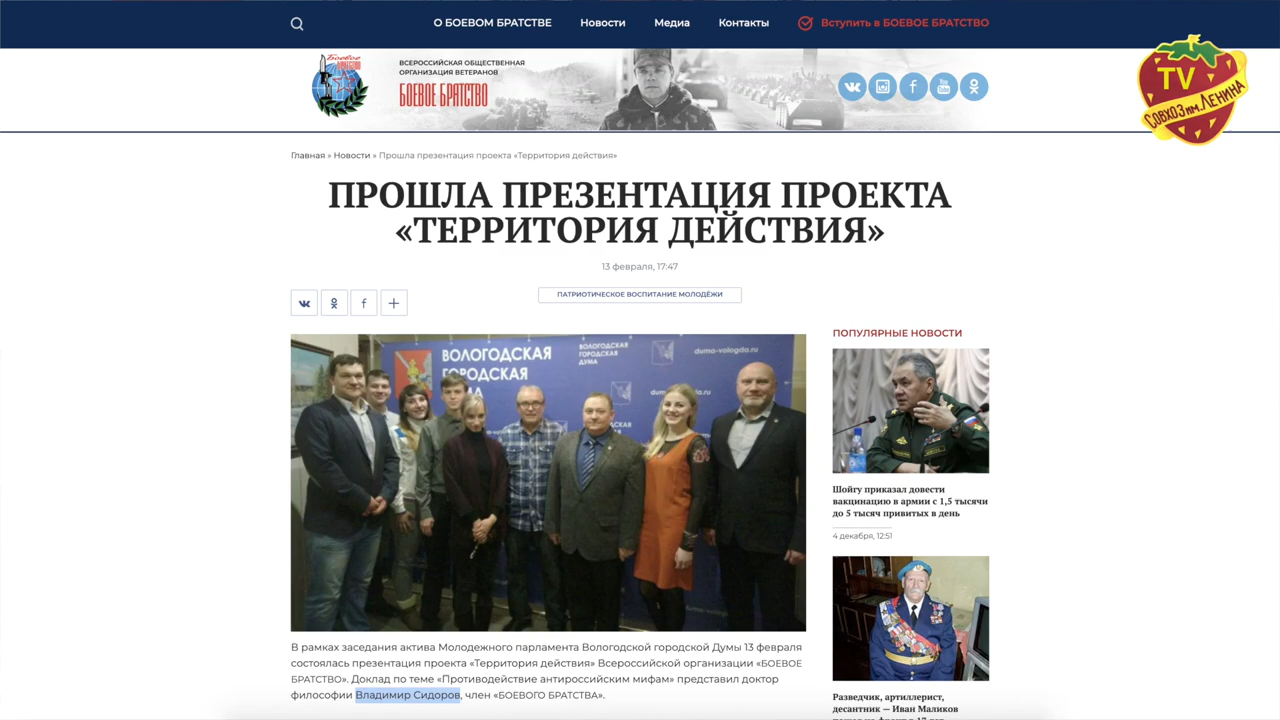 О БОЕВОМ БРАТСТВЕ Новости Медиа Контакты Вступить в БОЕВОЕ БРАТСТВО
Боевое
БРАТСТВО
ВСЕРОССИЙСКАЯ ОБЩЕСТВЕННАЯ
ОРГАНИЗАЦИЯ ВЕТЕРАНОВ
БОЕВОЕ БРАТСТВО
You
Tube
TV
СОВХОЗ им. ЛЕНИНА
Главная » Новости » Прошла презентация проекта «Территория действия»
ПРОШЛА ПРЕЗЕНТАЦИЯ ПРОЕКТА
«ТЕРРИТОРИЯ ДЕЙСТВИЯ»
13 февраля, 17:47
ПАТРИОТИЧЕСКОЕ ВОСПИТАНИЕ МОЛОДЁЖИ
ВОЛОГОДСКАЯ
ГОРОДСКАЯ
ВОЛОГОДСКАЯ
ГОРОДСКАЯ
ДУМА
duma-vologda.ru
В рамках заседания актива Молодежного парламента Вологодской городской Думы 13 февраля
состоялась презентация проекта «Территория действия» Всероссийской организации «БОЕВОЕ
БРАТСТВО». Доклад по теме «Противодействие антироссийским мифам» представил доктор
философии Владимир Сидоров, член «БОЕВОГО БРАТСТВА».
ПОПУЛЯРНЫЕ НОВОСТИ
Шойгу приказал довести
вакцинацию в армии с 1,5 тысячи
до 5 тысяч привитых в день
4 декабря, 12:51
Разведчик, артиллерист,
десантник — Иван Маликов